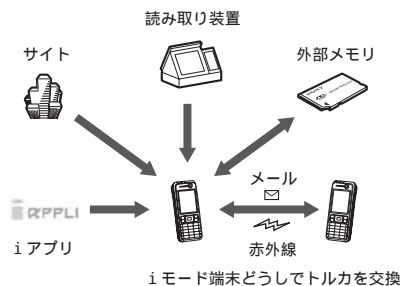 読み取り装置
サイト
外部メモリ
メール
iαppli
iアプリ
赤外線
iモード端末どうしでトルカを交換